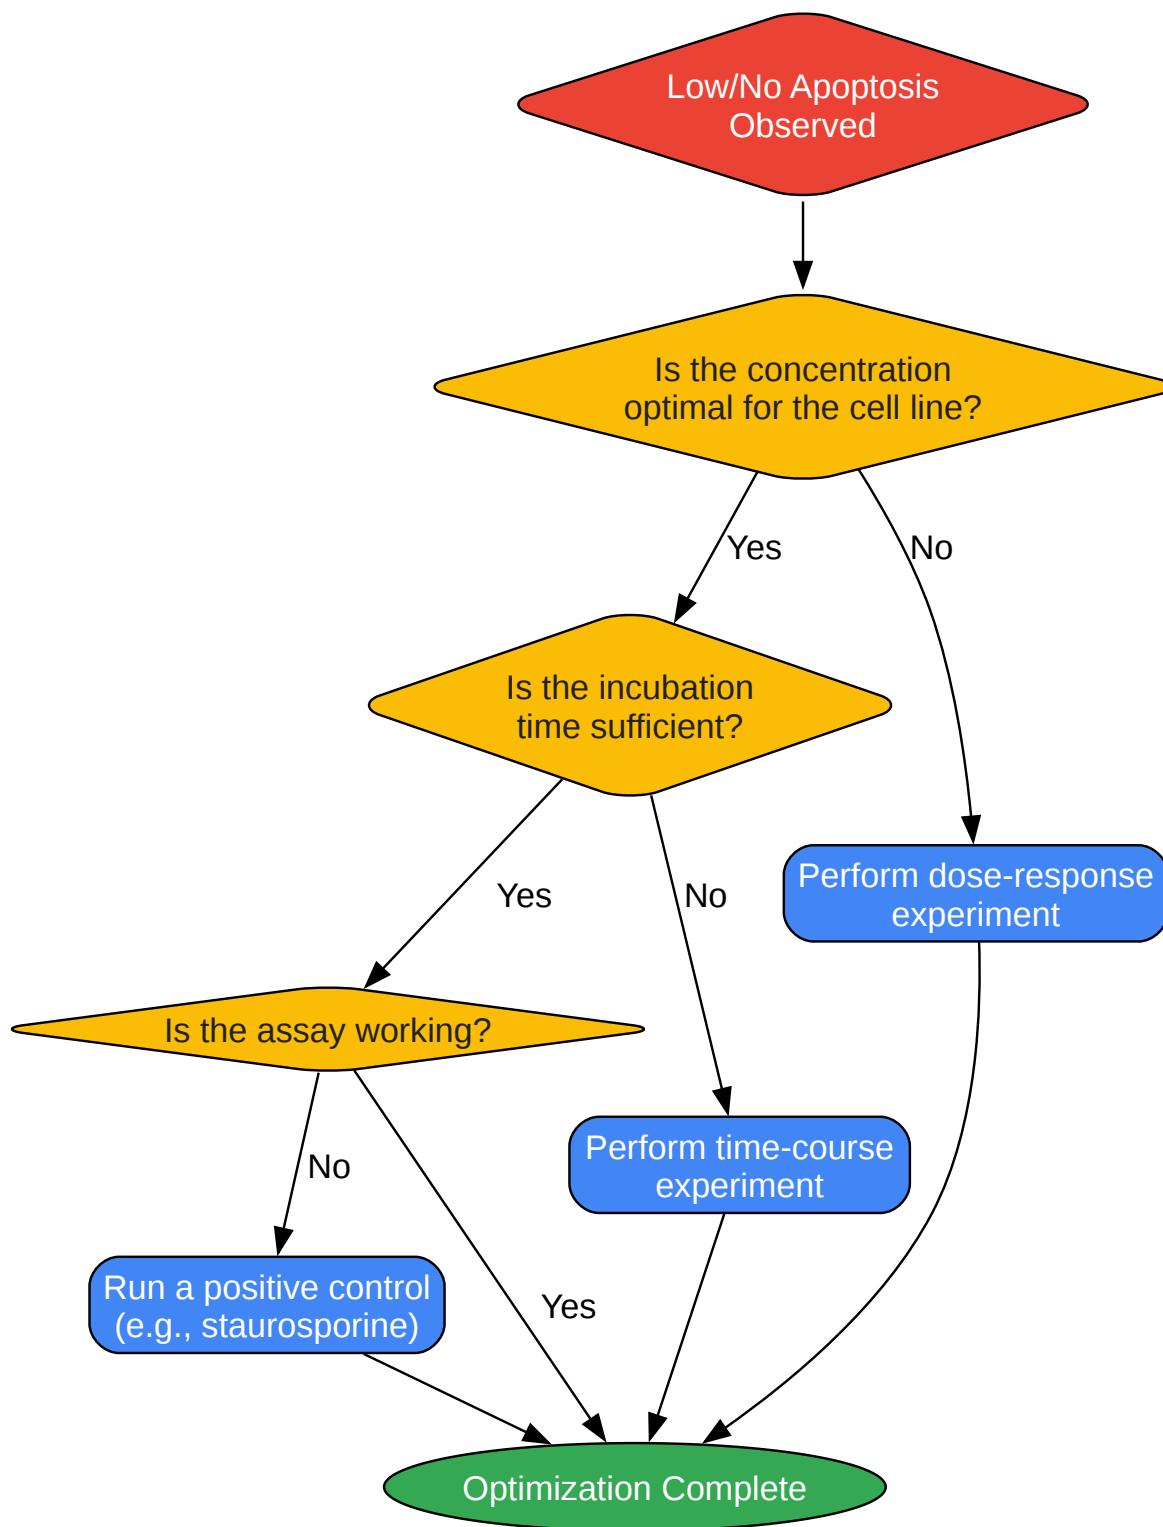 Low/No Apoptosis
Observed
Is the concentration
optimal for the cell line?
Yes
No
Is the incubation
time sufficient?
Yes
No
Perform dose-response
experiment
Is the assay working?
No
Perform time-course
experiment
Run a positive control
(e.g., staurosporine)
Yes
Optimization Complete